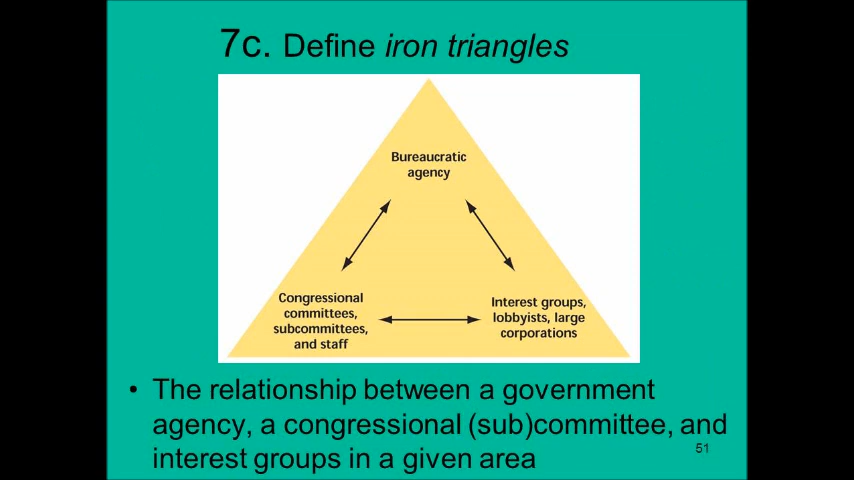 7c. Define iron triangles
Bureaucratic
agency
Congressional
committees,
subcommittees,
and staff
Interest groups,
lobbyists, large
corporations
• The relationship between a government
agency, a congressional (sub)committee, and
interest groups in a given area
51